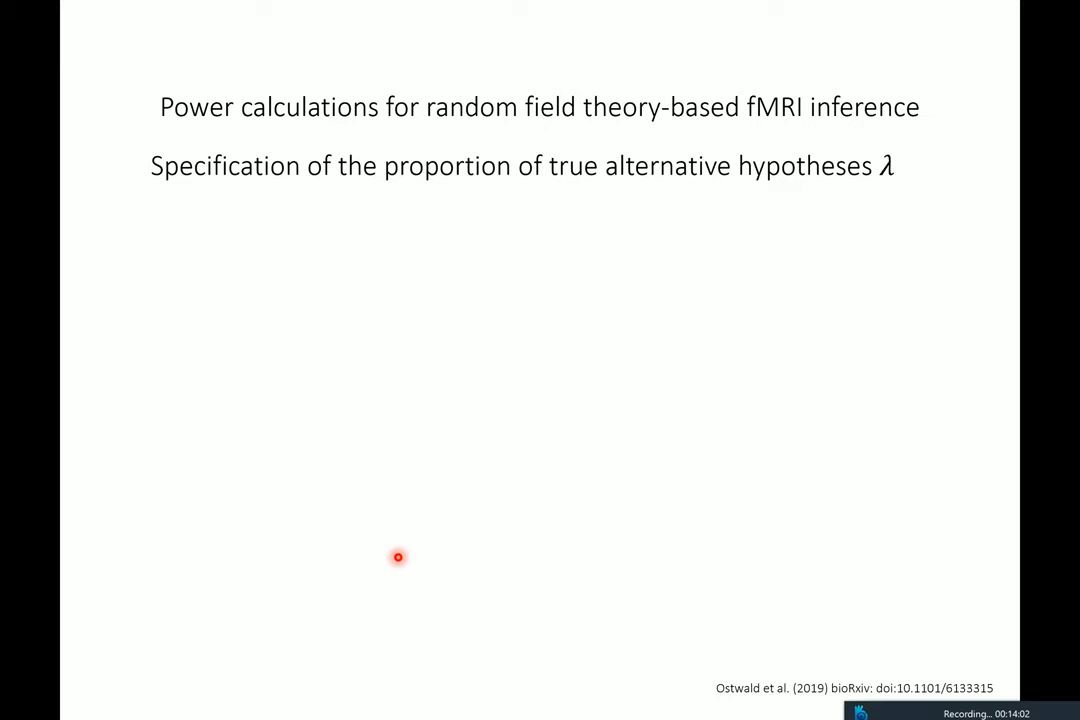 Power calculations for random field theory-based fMRI inference
Specification of the proportion of true alternative hypotheses λ
Ostwald et al. (2019) bioRxiv: doi:10.1101/6133315
Recording... 00:14:02